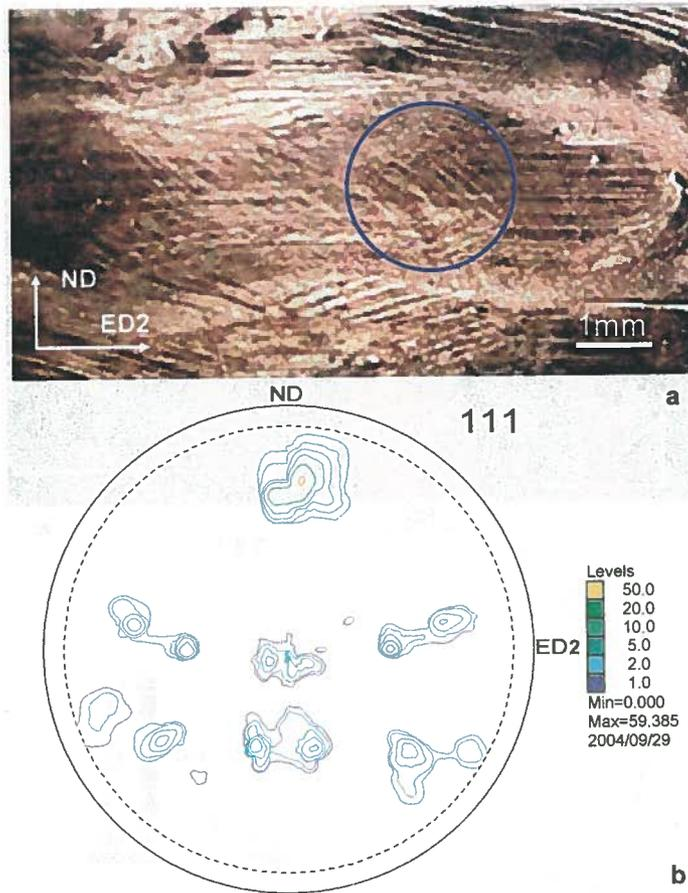 ND
ED2
1mm
a
ND
111
ED2
Levels
50.0
20.0
10.0
5.0
2.0
1.0
Min=0.000
Max=59.385
2004/09/29
b